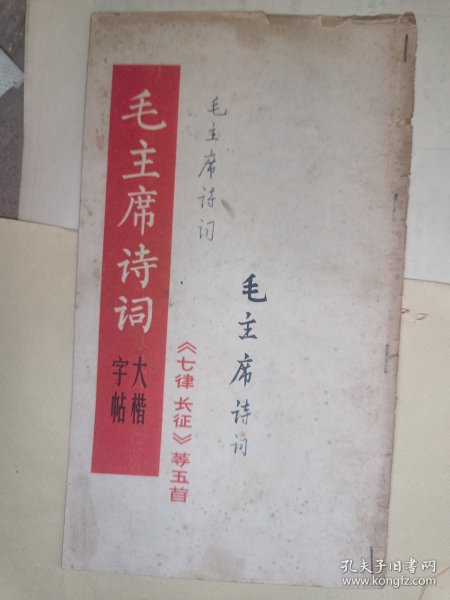 毛主席诗词
大楷
字帖
《七律 长征》等五首
毛主席诗词
毛主席诗词
孔夫子旧书网
www.kongfz.com